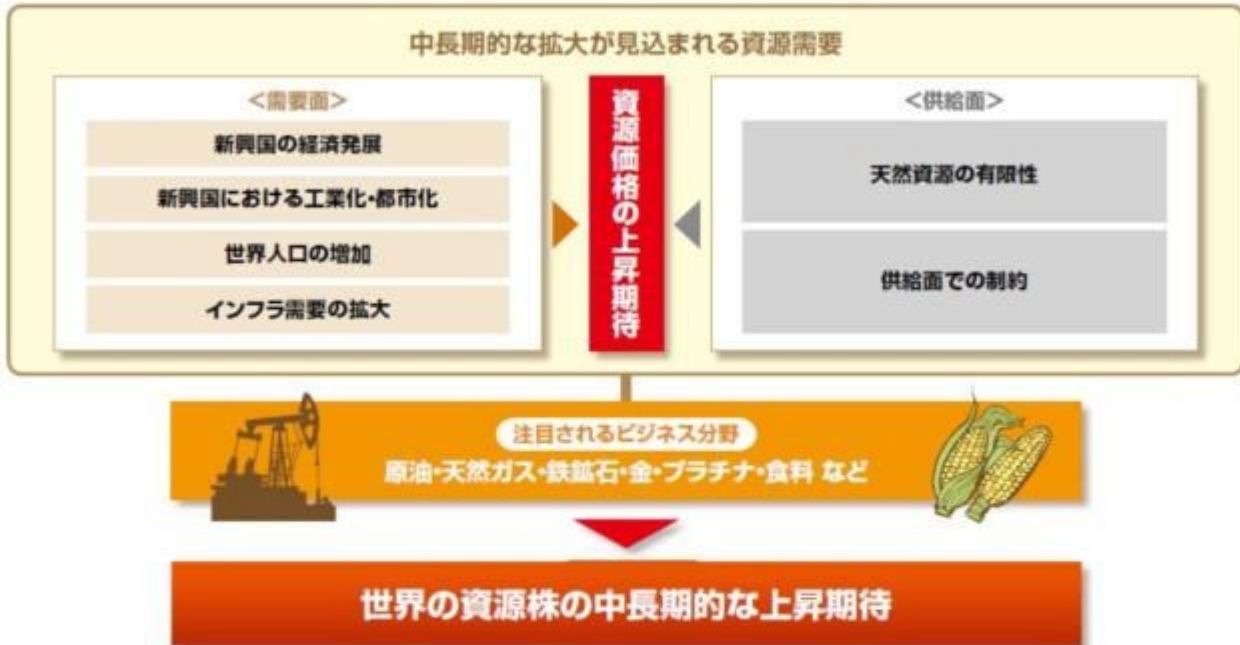 中長期的な拡大が見込まれる資源需要
＜需要面＞
新興国の経済発展
新興国における工業化・都市化
世界人口の増加
インフラ需要の拡大
資源価格の上昇期待
＜供給面＞
天然資源の有限性
供給面での制約
注目されるビジネス分野
原油・天然ガス・鉄鉱石・金・プラチナ・食料 など
世界の資源株の中長期的な上昇期待